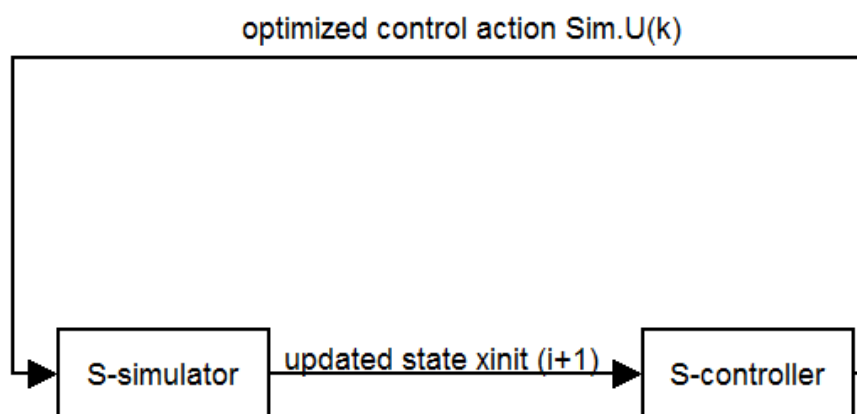 optimized control action Sim.U(k)
S-simulator
updated state xinit (i+1)
S-controller